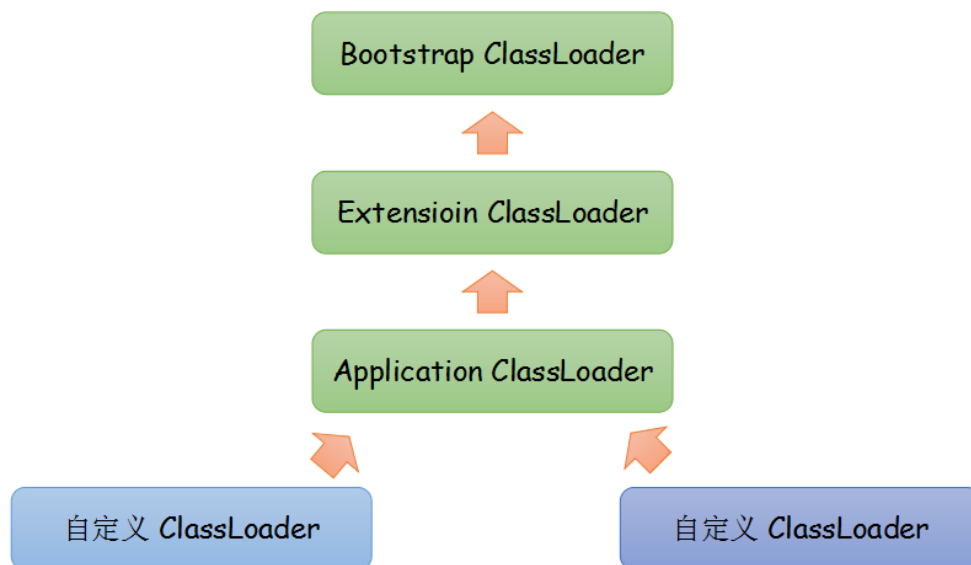 Bootstrap ClassLoader
Extensioin ClassLoader
Application ClassLoader
自定义 ClassLoader
自定义 ClassLoader